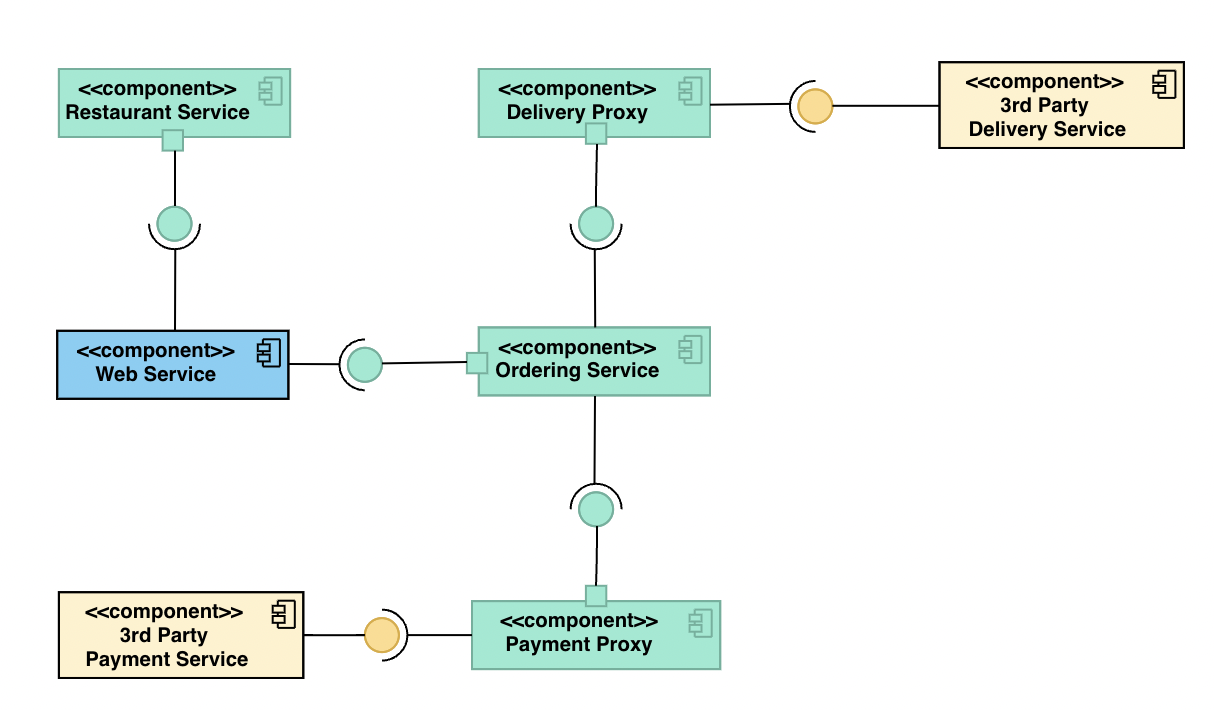 <<component>>
Restaurant Service
<<component>>
Delivery Proxy
<<component>>
3rd Party
Delivery Service
<<component>>
Web Service
<<component>>
Ordering Service
<<component>>
3rd Party
Payment Service
<<component>>
Payment Proxy